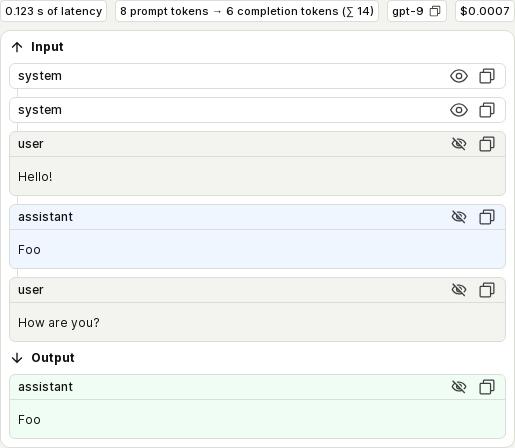 0.123 s of latency 8 prompt tokens → 6 completion tokens (∑ 14) gpt-9 $0.0007
Input
system
system
user
Hello!
assistant
Foo
user
How are you?
Output
assistant
Foo